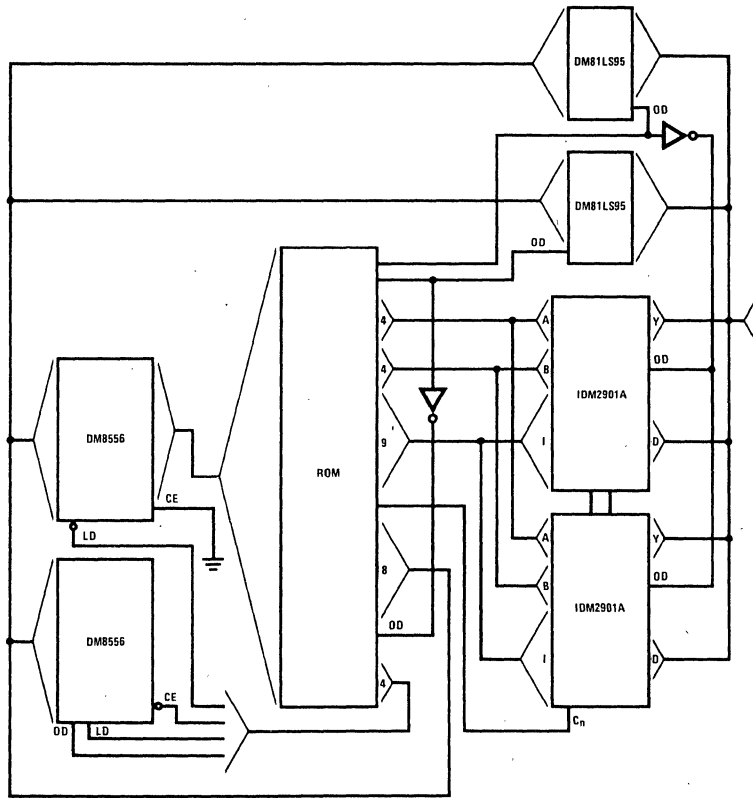 DM81LS95
OD
DM81LS95
OD
4
A
Y
OD
4
B
IDM2901A
DM8556
9
I
D
ROM
CE
LD
A
Y
8
B
OD
IDM2901A
DM8556
OD
I
D
CE
4
OD
LD
Cn